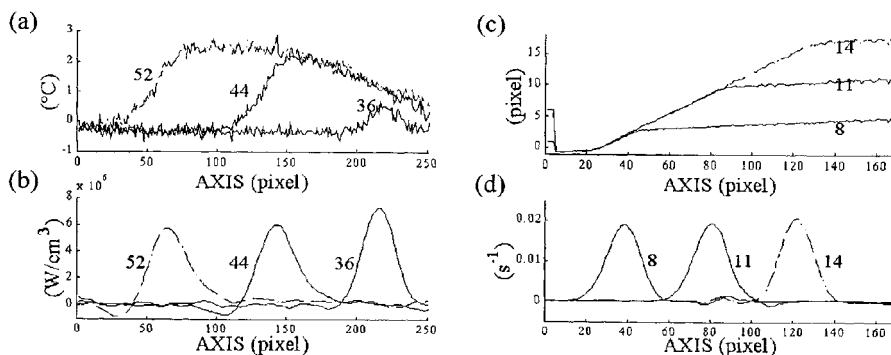 (a)
3
2
1
0
-1
(°C)
52
44
36
0 50 100 150 200 250
AXIS (pixel)
(b)
x 10⁶
8
6
4
2
0
(W/cm³)
52
44
36
0 50 100 150 200 250
AXIS (pixel)
(c)
15
10
5
0
(pixel)
14
11
8
0 20 40 60 80 100 120 140 160
AXIS (pixel)
(d)
0.02
0.01
0
(s⁻¹)
8
11
14
0 20 40 60 80 100 120 140 160
AXIS (pixel)